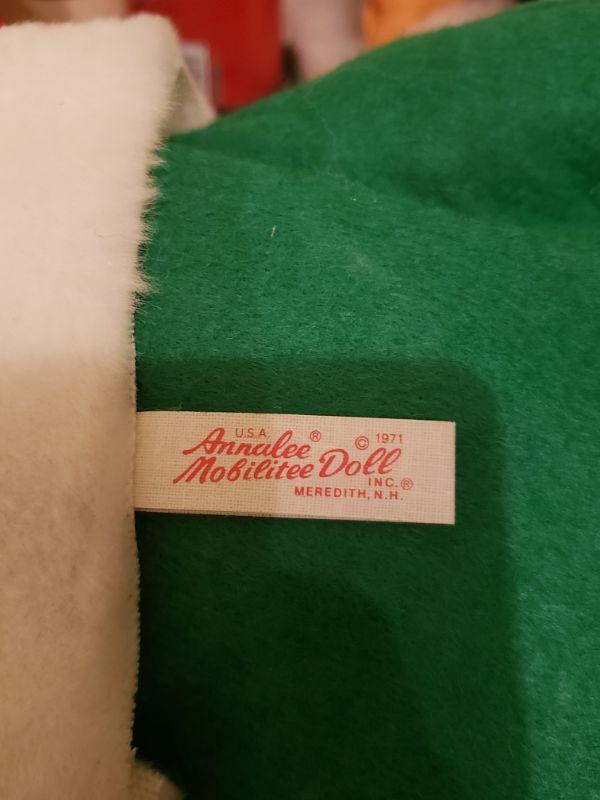 U.S.A. © 1971
Annalee®
Mobilitee Doll
INC.®
MEREDITH, N.H.